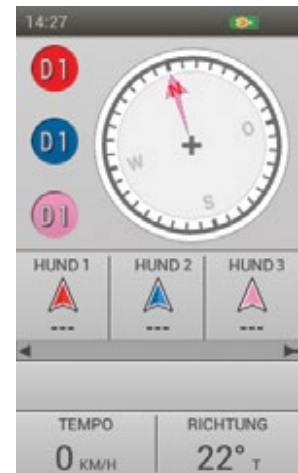 14:27
D1
N
O
D1
W
S
D1
HUND 1 HUND 2 HUND 3
--- --- ---
TEMPO RICHTUNG
0 KM/H 22° T